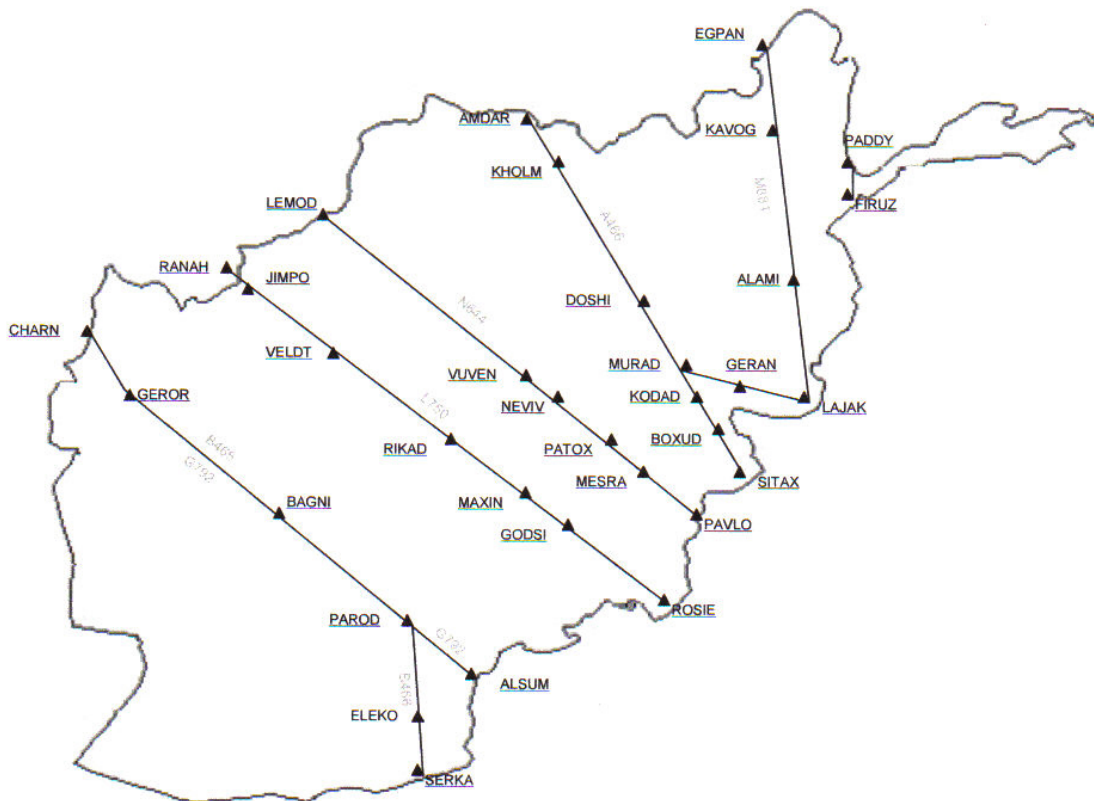 EGPAN
AMDAR
KAVOG
PADDY
KHOLM
M881
LEMOD
FIRUZ
A466
RANAH
JIMPO
ALAMI
DOSHI
N644
CHARN
VELDT
MURAD
GERAN
VUVEN
GEROR
NEVIV
KODAD
LAJAK
L750
RIKAD
PATOX
BOXUD
B466
G792
MESRA
SITAX
BAGNI
MAXIN
PAVLO
GODSI
ROSIE
PAROD
G792
ALSUM
B466
ELEKO
SERKA